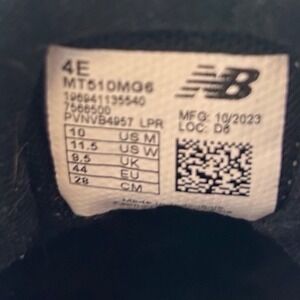 4E
MT510MG6
196941135540
7566500
PVNVB4957 LPR
NB
MFG: 10/2023
LOC: D6
10 US M
11.5 US W
9.5 UK
44 EU
28 CM